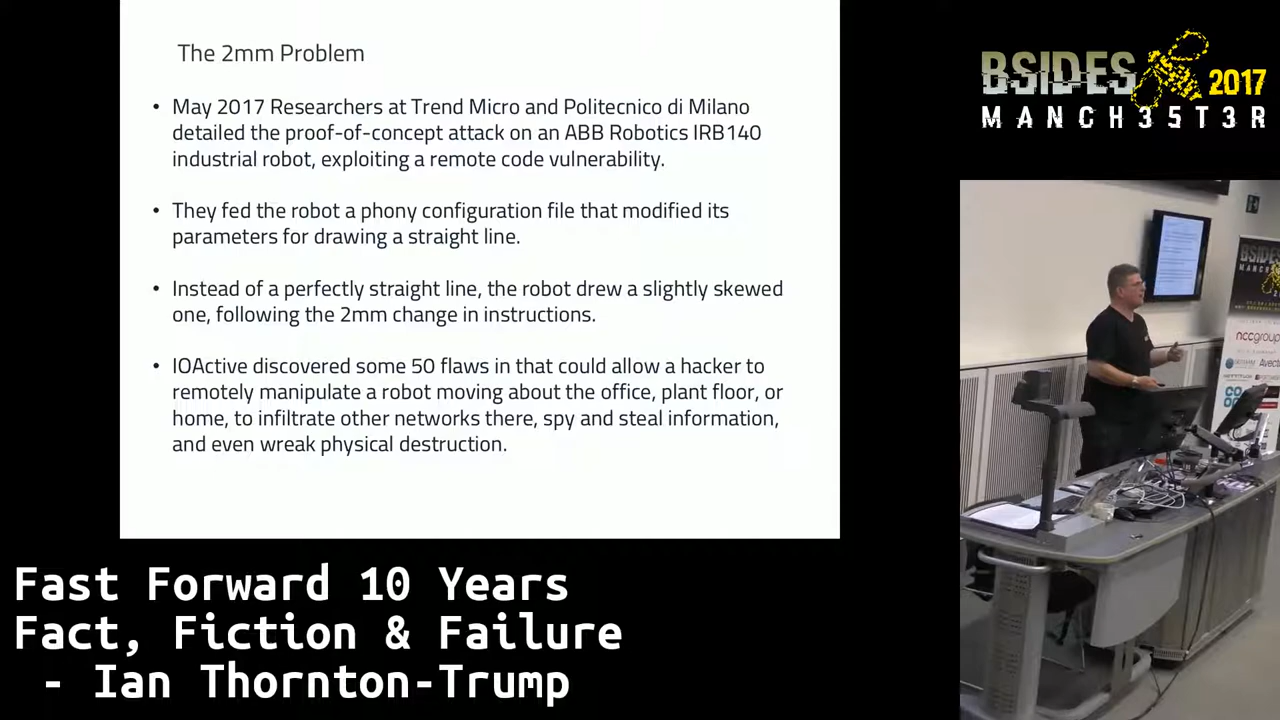 The 2mm Problem
• May 2017 Researchers at Trend Micro and Politecnico di Milano
detailed the proof-of-concept attack on an ABB Robotics IRB140
industrial robot, exploiting a remote code vulnerability.
• They fed the robot a phony configuration file that modified its
parameters for drawing a straight line.
• Instead of a perfectly straight line, the robot drew a slightly skewed
one, following the 2mm change in instructions.
• IOActive discovered some 50 flaws in that could allow a hacker to
remotely manipulate a robot moving about the office, plant floor, or
home, to infiltrate other networks there, spy and steal information,
and even wreak physical destruction.
BSIDES 2017
MANCH35T3R
BSIDES
nccgroup
Avect
Fast Forward 10 Years
Fact, Fiction & Failure
- Ian Thornton-Trump